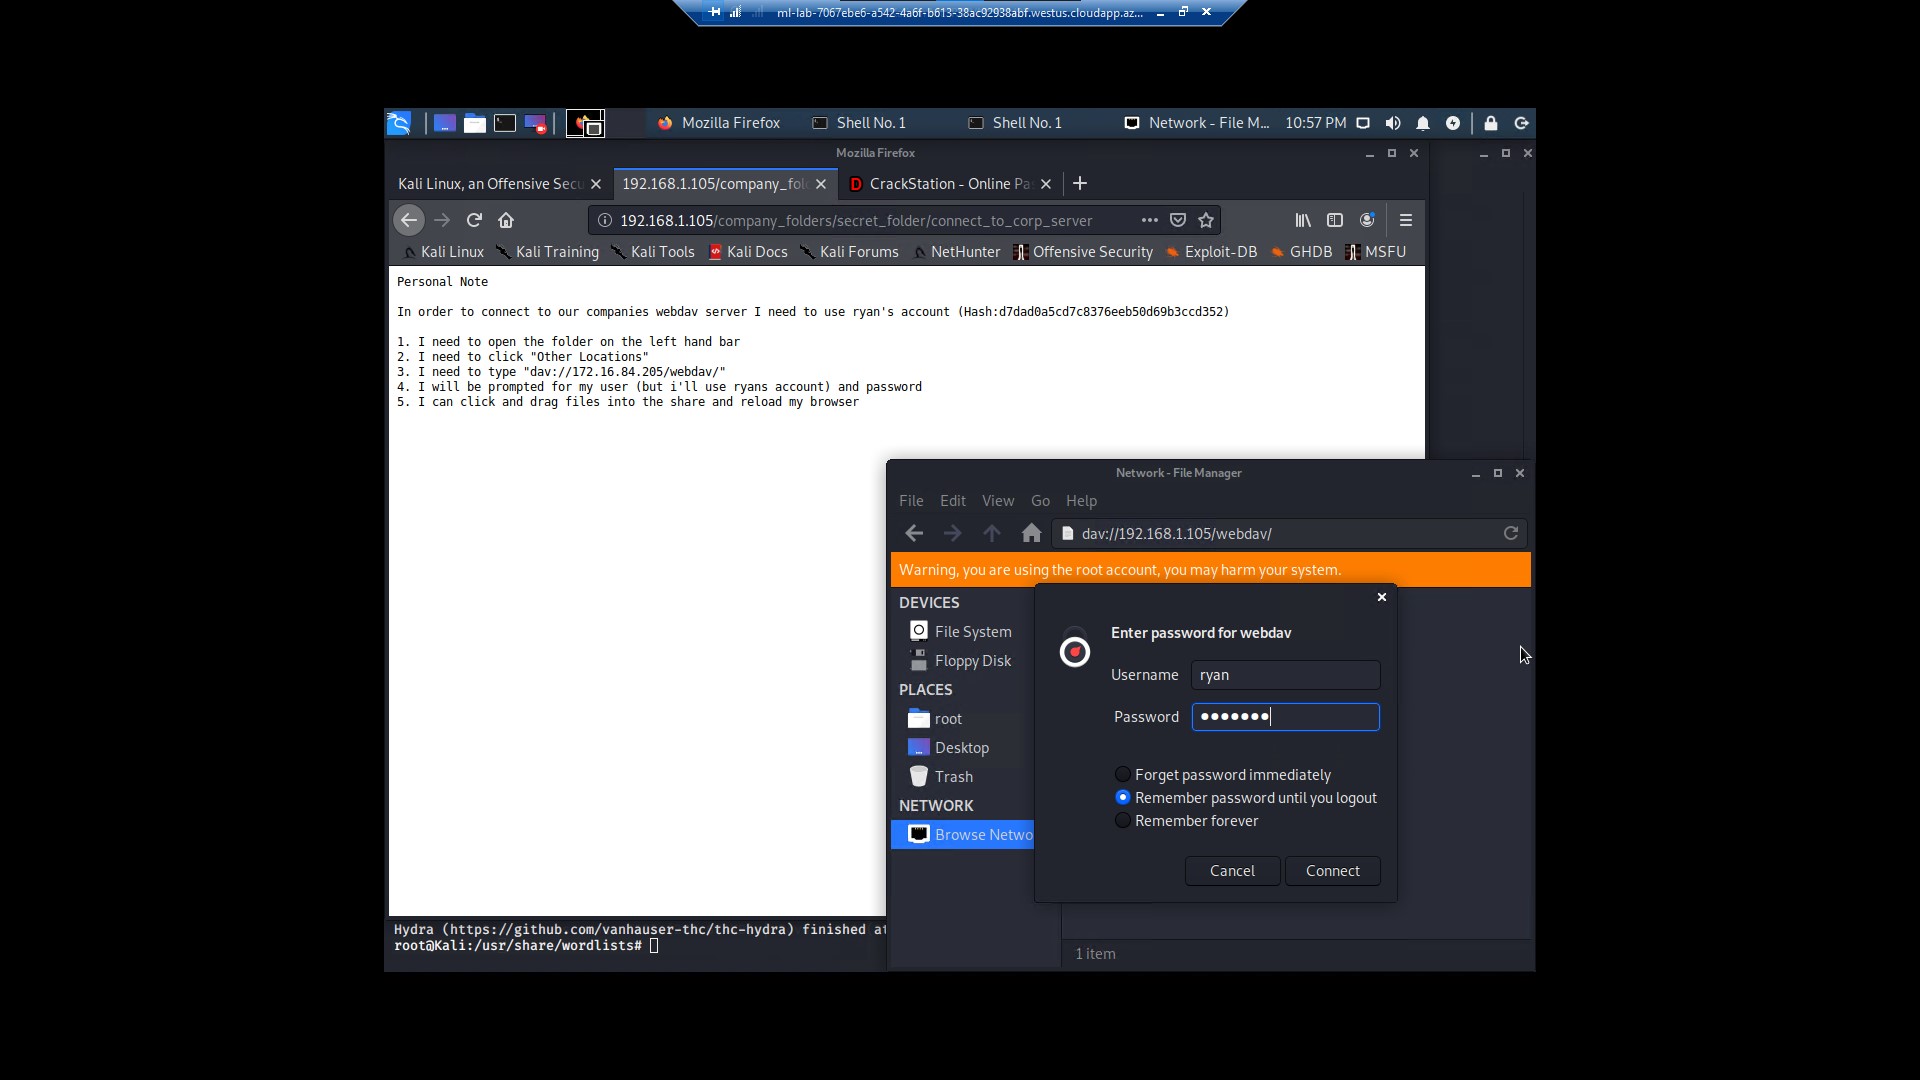 ml-lab-7067ebe6-a542-4a6f-b613-38ac92938abf.westus.cloudapp.az...
Mozilla Firefox
Shell No. 1
Shell No. 1
Network - File M...
10:57 PM
Mozilla Firefox
Kali Linux, an Offensive Secu
192.168.1.105/company_fol
CrackStation - Online Pa
192.168.1.105/company_folders/secret_folder/connect_to_corp_server
Kali Linux
Kali Training
Kali Tools
Kali Docs
Kali Forums
NetHunter
Offensive Security
Exploit-DB
GHDB
MSFU
Personal Note
In order to connect to our companies webdav server I need to use ryan's account (Hash:d7dad0a5cd7c8376eeb50d69b3ccd352)
1. I need to open the folder on the left hand bar
2. I need to click "Other Locations"
3. I need to type "dav://172.16.84.205/webdav/"
4. I will be prompted for my user (but i'll use ryans account) and password
5. I can click and drag files into the share and reload my browser
Network - File Manager
File Edit View Go Help
dav://192.168.1.105/webdav/
Warning, you are using the root account, you may harm your system.
DEVICES
File System
Floppy Disk
PLACES
root
Desktop
Trash
NETWORK
Browse Netwo
Enter password for webdav
Username ryan
Password •••••••
Forget password immediately
Remember password until you logout
Remember forever
Cancel
Connect
1 item
Hydra (https://github.com/vanhauser-thc/thc-hydra) finished at
root@Kali:/usr/share/wordlists#